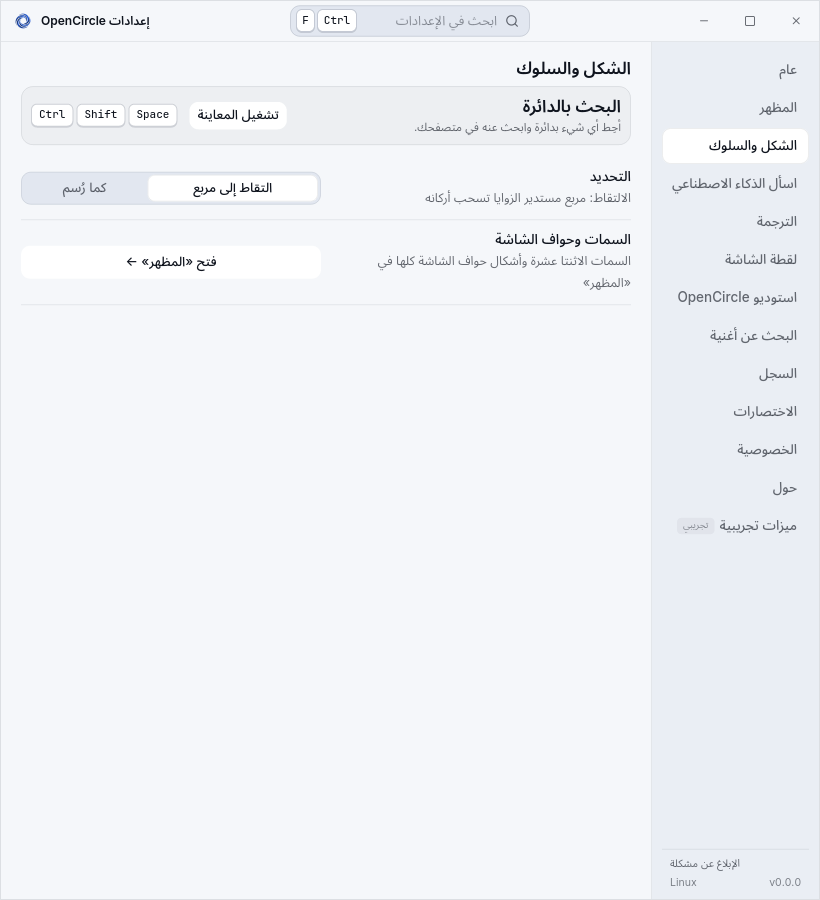 إعدادات OpenCircle
ابحث في الإعدادات
Ctrl F
عام
المظهر
الشكل والسلوك
اسأل الذكاء الاصطناعي
الترجمة
لقطة الشاشة
استوديو OpenCircle
البحث عن أغنية
السجل
الاختصارات
الخصوصية
حول
ميزات تجريبية تجريبي
الإبلاغ عن مشكلة
Linux v0.0.0
الشكل والسلوك
البحث بالدائرة
أحِط أي شيء بدائرة وابحث عنه في متصفحك.
تشغيل المعاينة
Ctrl Shift Space
التحديد
الالتقاط: مربع مستدير الزوايا تسحب أركانه
التقاط إلى مربع
كما رُسم
السمات وحواف الشاشة
السمات الاثنتا عشرة وأشكال حواف الشاشة كلها في
«المظهر»
فتح «المظهر» ←